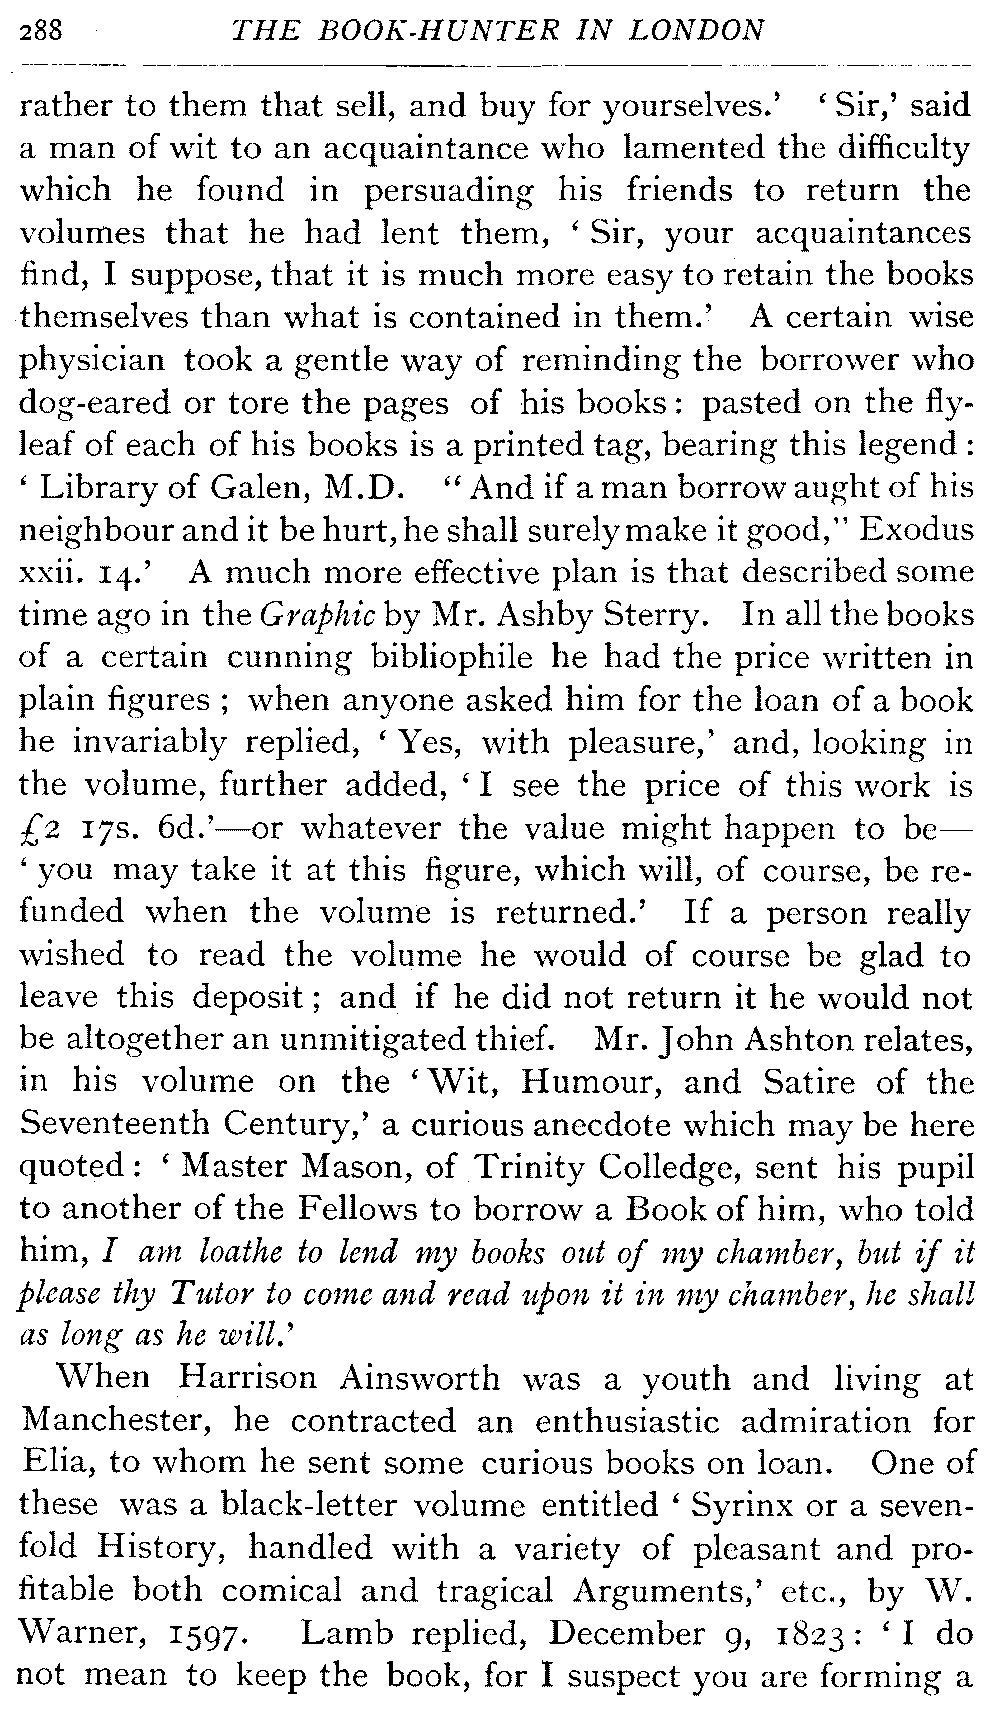 288 THE BOOK-HUNTER IN LONDON
rather to them that sell, and buy for yourselves.’ ‘Sir,’ said
a man of wit to an acquaintance who lamented the difficulty
which he found in persuading his friends to return the
volumes that he had lent them, ‘Sir, your acquaintances
find, I suppose, that it is much more easy to retain the books
themselves than what is contained in them.’ A certain wise
physician took a gentle way of reminding the borrower who
dog-eared or tore the pages of his books: pasted on the fly-
leaf of each of his books is a printed tag, bearing this legend:
‘Library of Galen, M.D. “And if a man borrow aught of his
neighbour and it be hurt, he shall surely make it good,” Exodus
xxii. 14.’ A much more effective plan is that described some
time ago in the Graphic by Mr. Ashby Sterry. In all the books
of a certain cunning bibliophile he had the price written in
plain figures; when anyone asked him for the loan of a book
he invariably replied, ‘Yes, with pleasure,’ and, looking in
the volume, further added, ‘I see the price of this work is
£2 17s. 6d.’—or whatever the value might happen to be—
‘you may take it at this figure, which will, of course, be re-
funded when the volume is returned.’ If a person really
wished to read the volume he would of course be glad to
leave this deposit; and if he did not return it he would not
be altogether an unmitigated thief. Mr. John Ashton relates,
in his volume on the ‘Wit, Humour, and Satire of the
Seventeenth Century,’ a curious anecdote which may be here
quoted: ‘Master Mason, of Trinity Colledge, sent his pupil
to another of the Fellows to borrow a Book of him, who told
him, I am loathe to lend my books out of my chamber, but if it
please thy Tutor to come and read upon it in my chamber, he shall
as long as he will.’
When Harrison Ainsworth was a youth and living at
Manchester, he contracted an enthusiastic admiration for
Elia, to whom he sent some curious books on loan. One of
these was a black-letter volume entitled ‘Syrinx or a seven-
fold History, handled with a variety of pleasant and pro-
fitable both comical and tragical Arguments,’ etc., by W.
Warner, 1597. Lamb replied, December 9, 1823: ‘I do
not mean to keep the book, for I suspect you are forming a